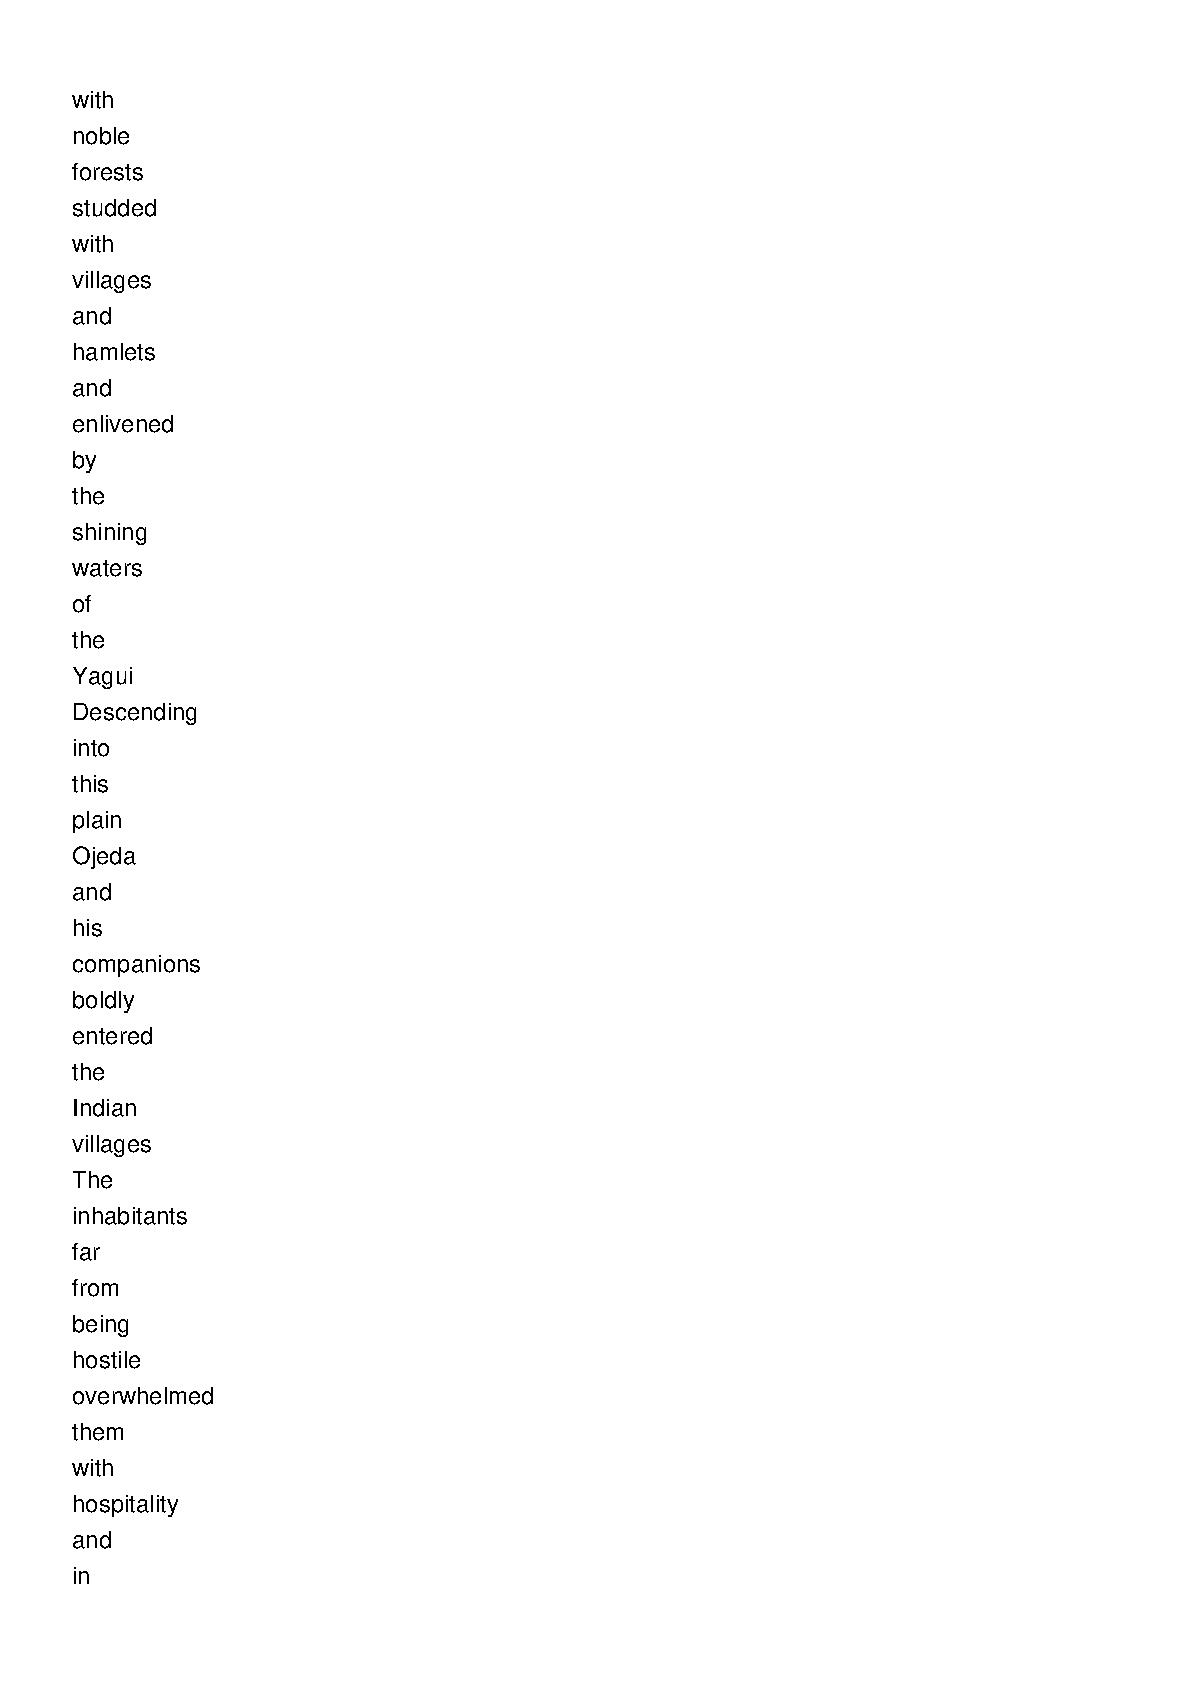 with
noble
forests
studded
with
villages
and
hamlets
and
enlivened
by
the
shining
waters
of
the
Yagui
Descending
into
this
plain
Ojeda
and
his
companions
boldly
entered
the
Indian
villages
The
inhabitants
far
from
being
hostile
overwhelmed
them
with
hospitality
and
in